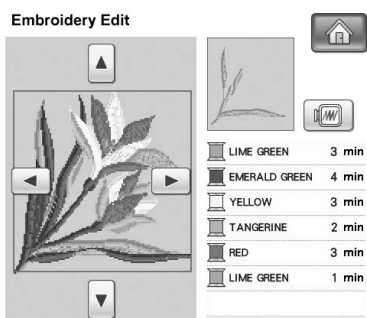 Embroidery Edit
LIME GREEN 3 min
EMERALD GREEN 4 min
YELLOW 3 min
TANGERINE 2 min
RED 3 min
LIME GREEN 1 min